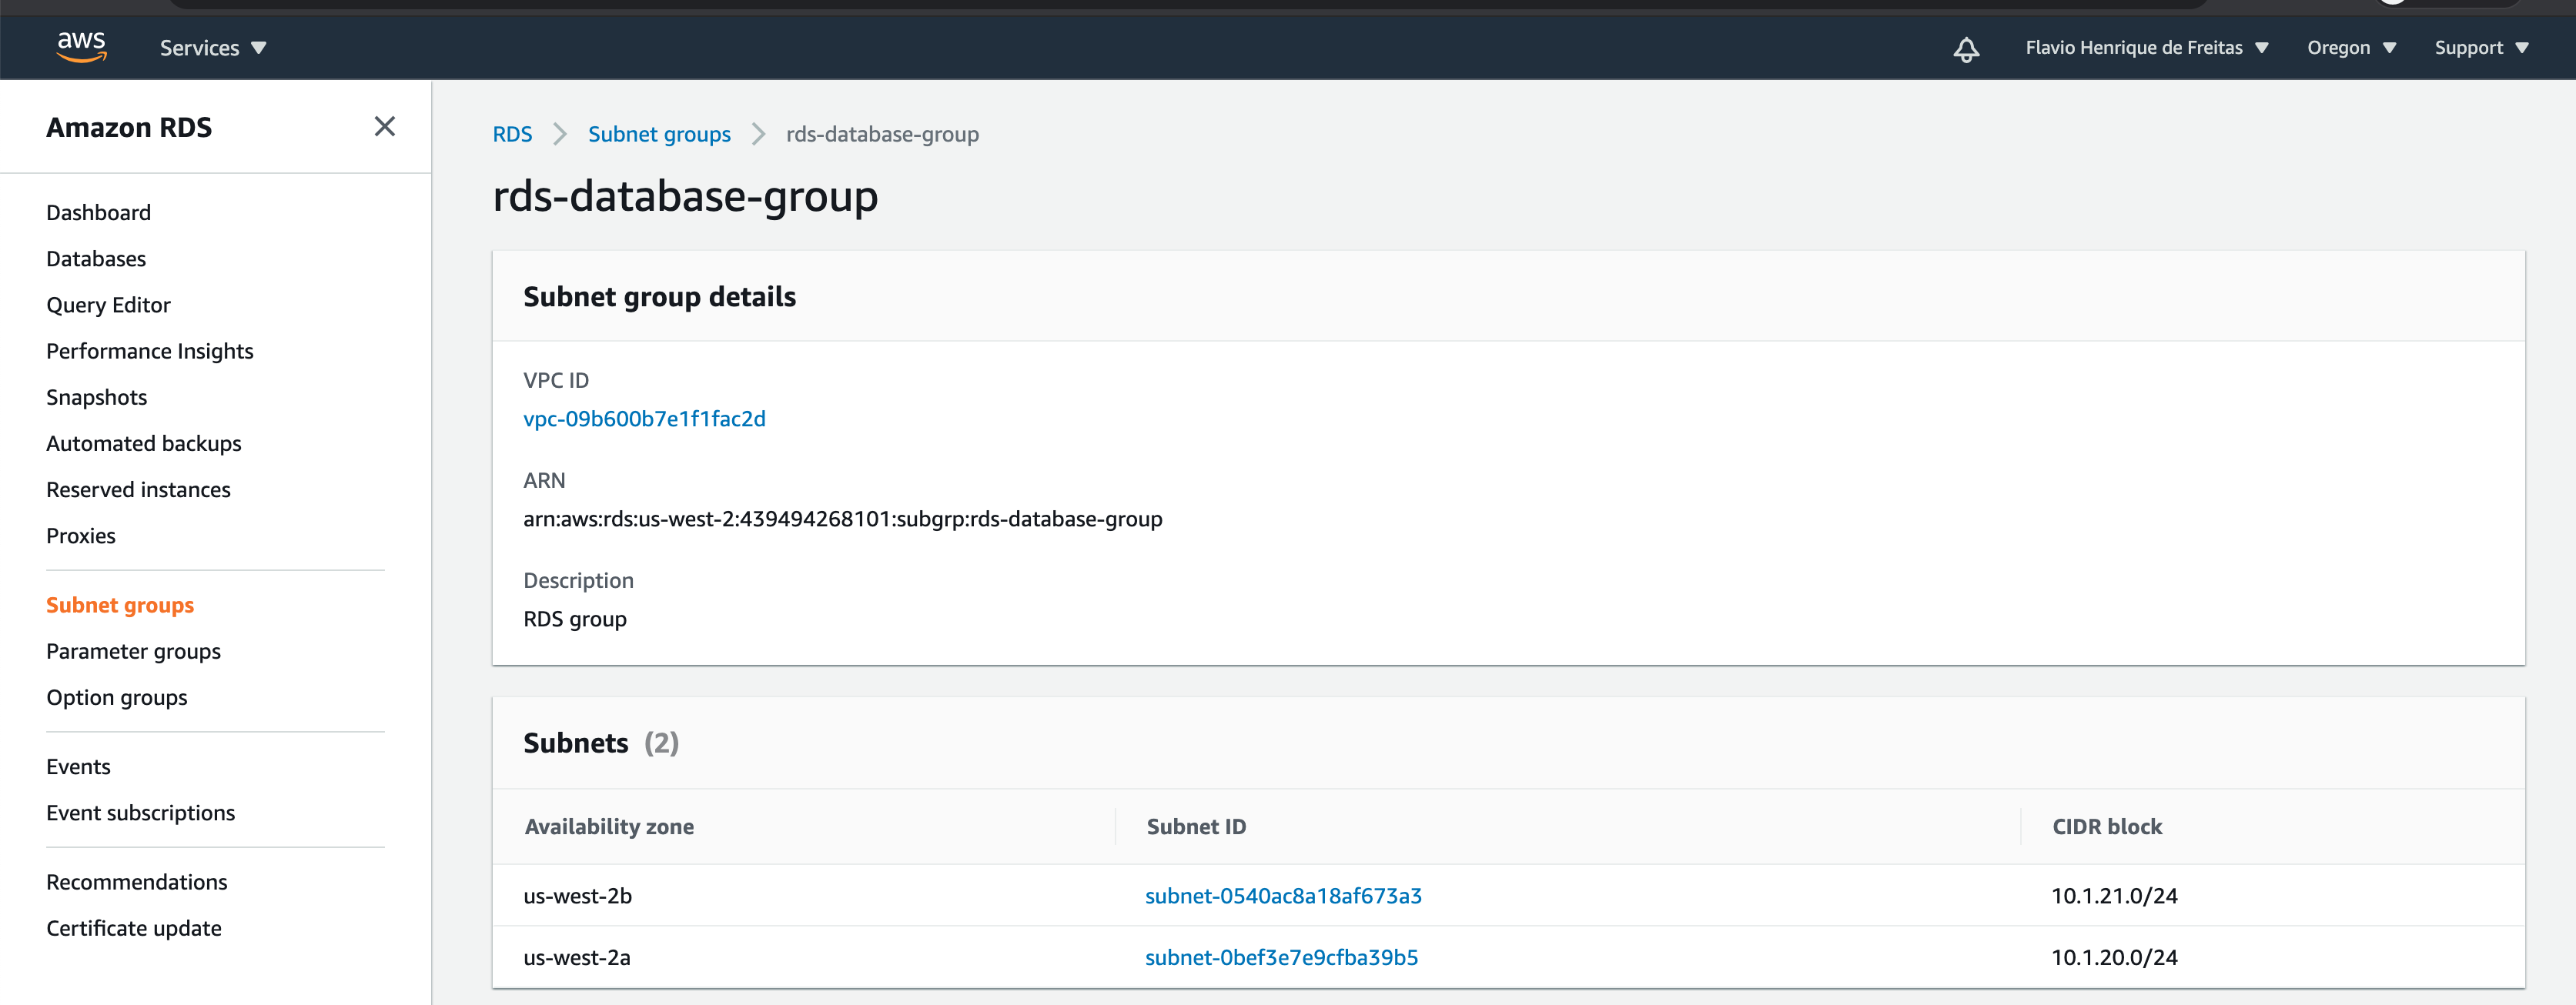 aws
Services
Flavio Henrique de Freitas
Oregon
Support
Amazon RDS
Dashboard
Databases
Query Editor
Performance Insights
Snapshots
Automated backups
Reserved instances
Proxies
Subnet groups
Parameter groups
Option groups
Events
Event subscriptions
Recommendations
Certificate update
RDS > Subnet groups > rds-database-group
rds-database-group
Subnet group details
VPC ID
vpc-09b600b7e1f1fac2d
ARN
arn:aws:rds:us-west-2:439494268101:subgrp:rds-database-group
Description
RDS group
Subnets (2)
Availability zone Subnet ID CIDR block
us-west-2b subnet-0540ac8a18af673a3 10.1.21.0/24
us-west-2a subnet-0bef3e7e9cfba39b5 10.1.20.0/24